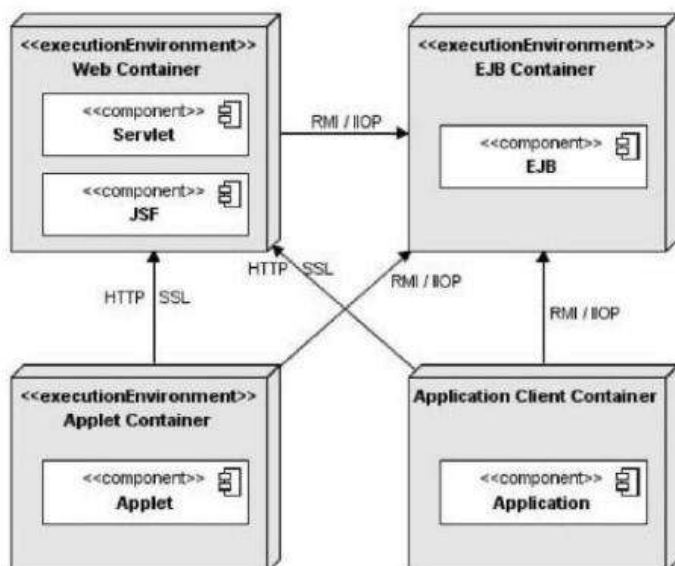 <<executionEnvironment>>
Web Container
<<component>>
Servlet
<<component>>
JSF
RMI / IIOP
<<executionEnvironment>>
EJB Container
<<component>>
EJB
HTTP SSL
HTTP SSL
RMI / IIOP
RMI / IIOP
<<executionEnvironment>>
Applet Container
<<component>>
Applet
Application Client Container
<<component>>
Application